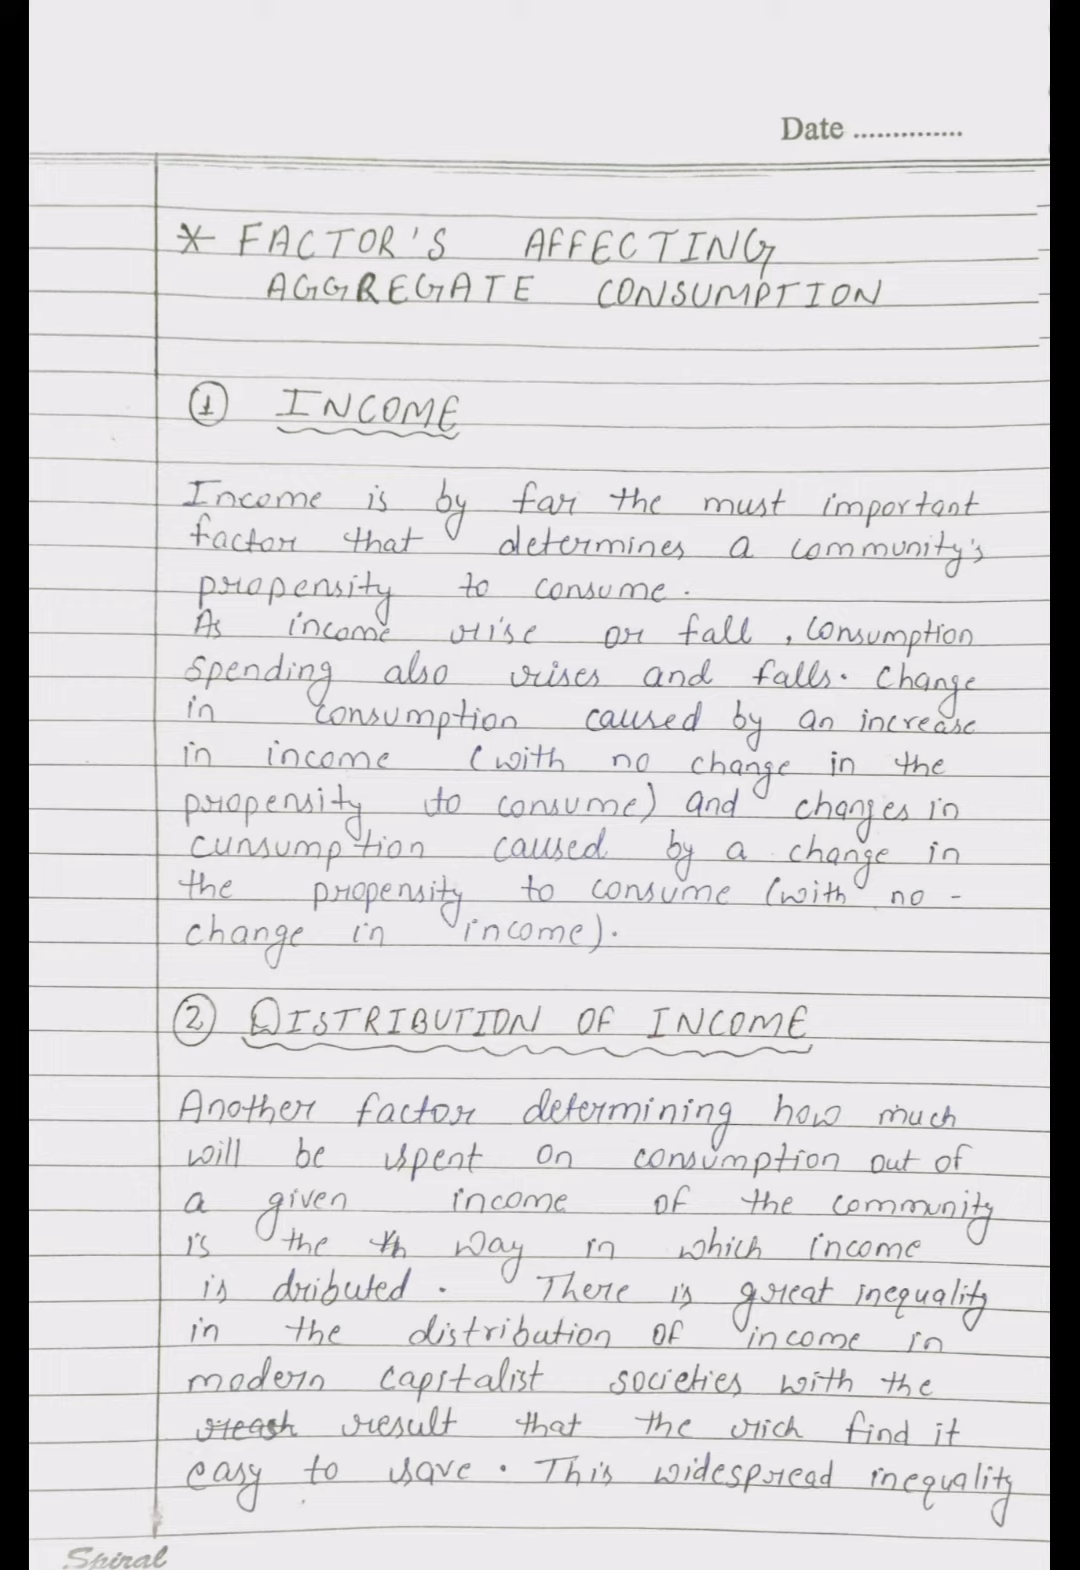 Date ..............
* FACTOR'S AFFECTING
AGGREGATE CONSUMPTION
① INCOME
Income is by far the must important
factor that determines a community's
propensity to consume.
As income rise or fall, Consumption
spending also rises and falls. Change
in consumption caused by an increase
in income (with no change in the
propensity to consume) and changes in
cunsumption caused by a change in
the propensity to consume (with no -
change in income).
② DISTRIBUTION OF INCOME
Another factor determining how much
will be spent on consumption out of
a given income of the community
is the th way in which income
is dributed. There is great inequality
in the distribution of income in
modern capitalist societies with the
result that the rich find it
easy to save. This widespread inequality
Spiral